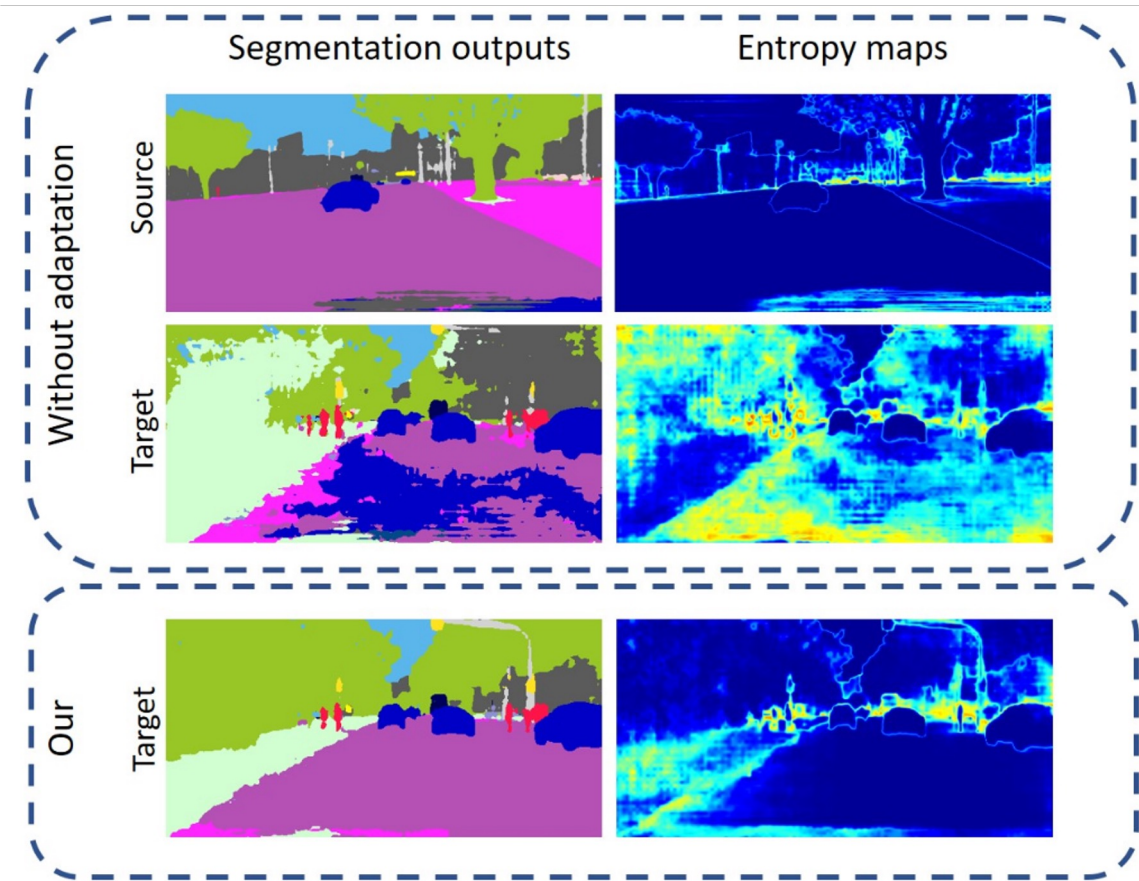 Segmentation outputs
Entropy maps
Without adaptation
Source
Target
Our
Target